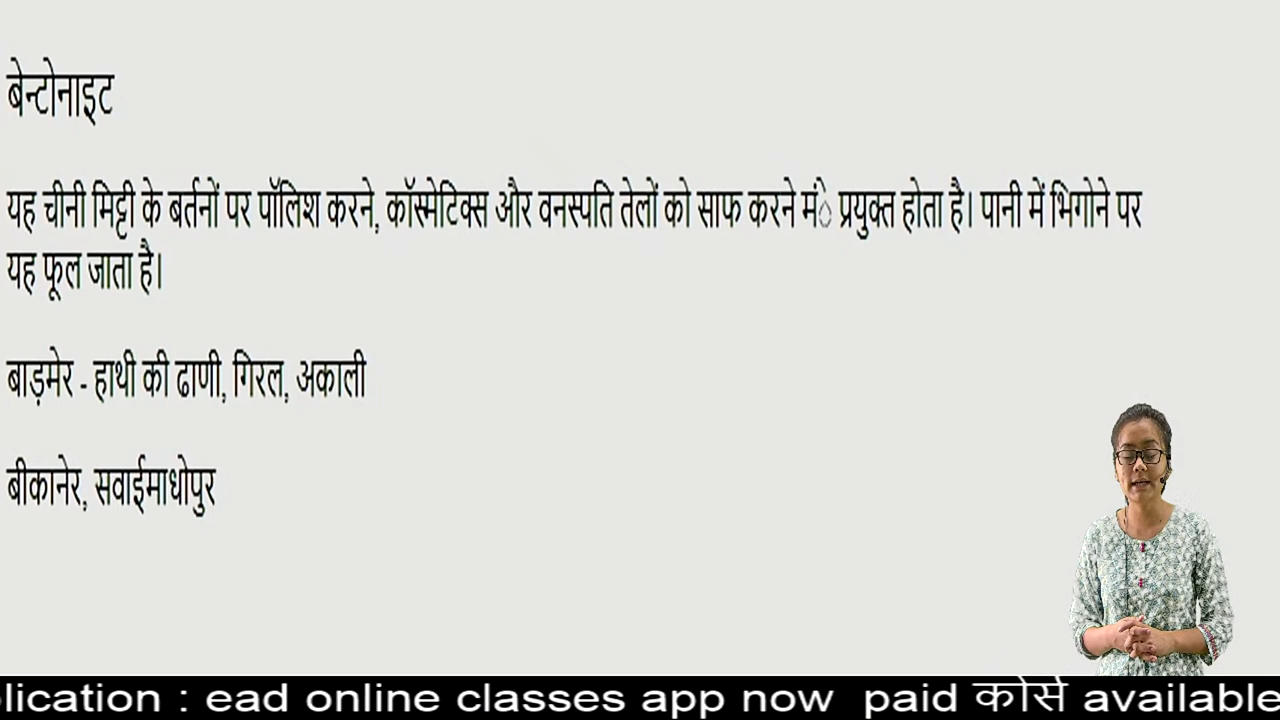 बेन्टोनाइट
यह चीनी मिट्टी के बर्तनों पर पॉलिश करने, कॉस्मेटिक्स और वनस्पति तेलों को साफ करने मंे प्रयुक्त होता है। पानी में भिगोने पर
यह फूल जाता है।
बाड़मेर - हाथी की ढाणी, गिरल, अकाली
बीकानेर, सवाईमाधोपुर
lication : ead online classes app now paid कोर्स available